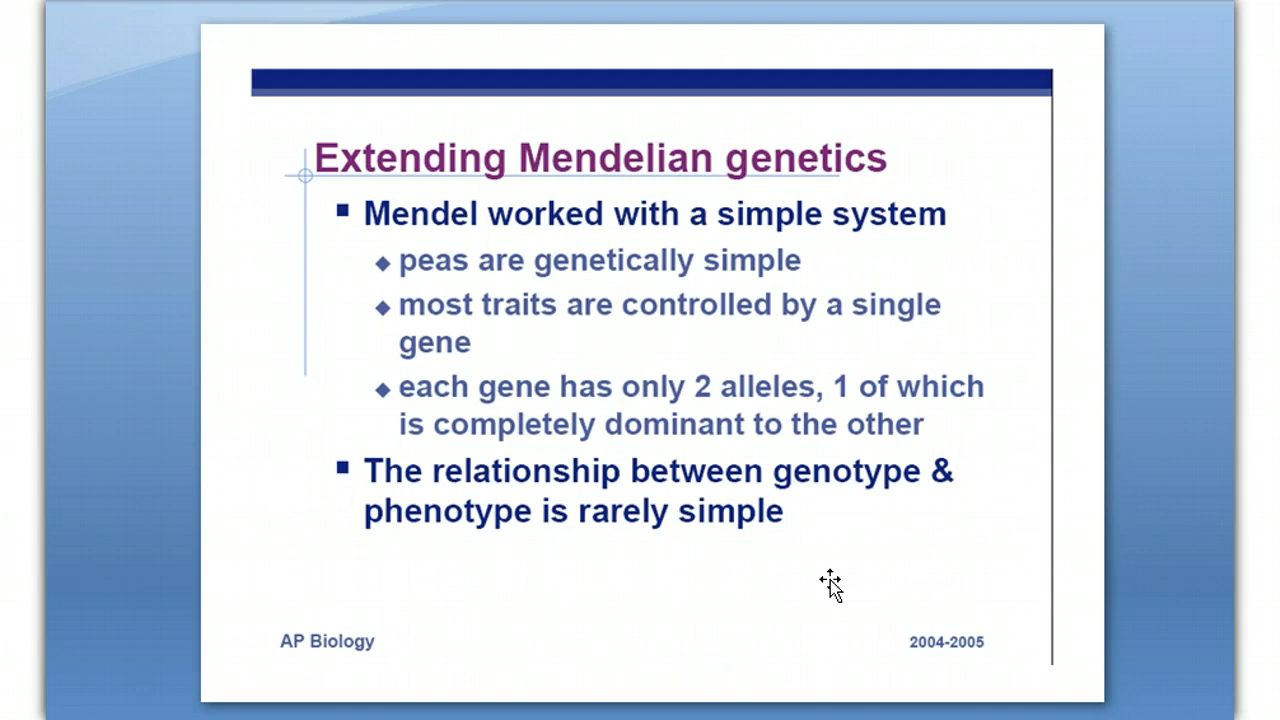 Extending Mendelian genetics
Mendel worked with a simple system
peas are genetically simple
most traits are controlled by a single
gene
each gene has only 2 alleles, 1 of which
is completely dominant to the other
The relationship between genotype &
phenotype is rarely simple
AP Biology
2004-2005